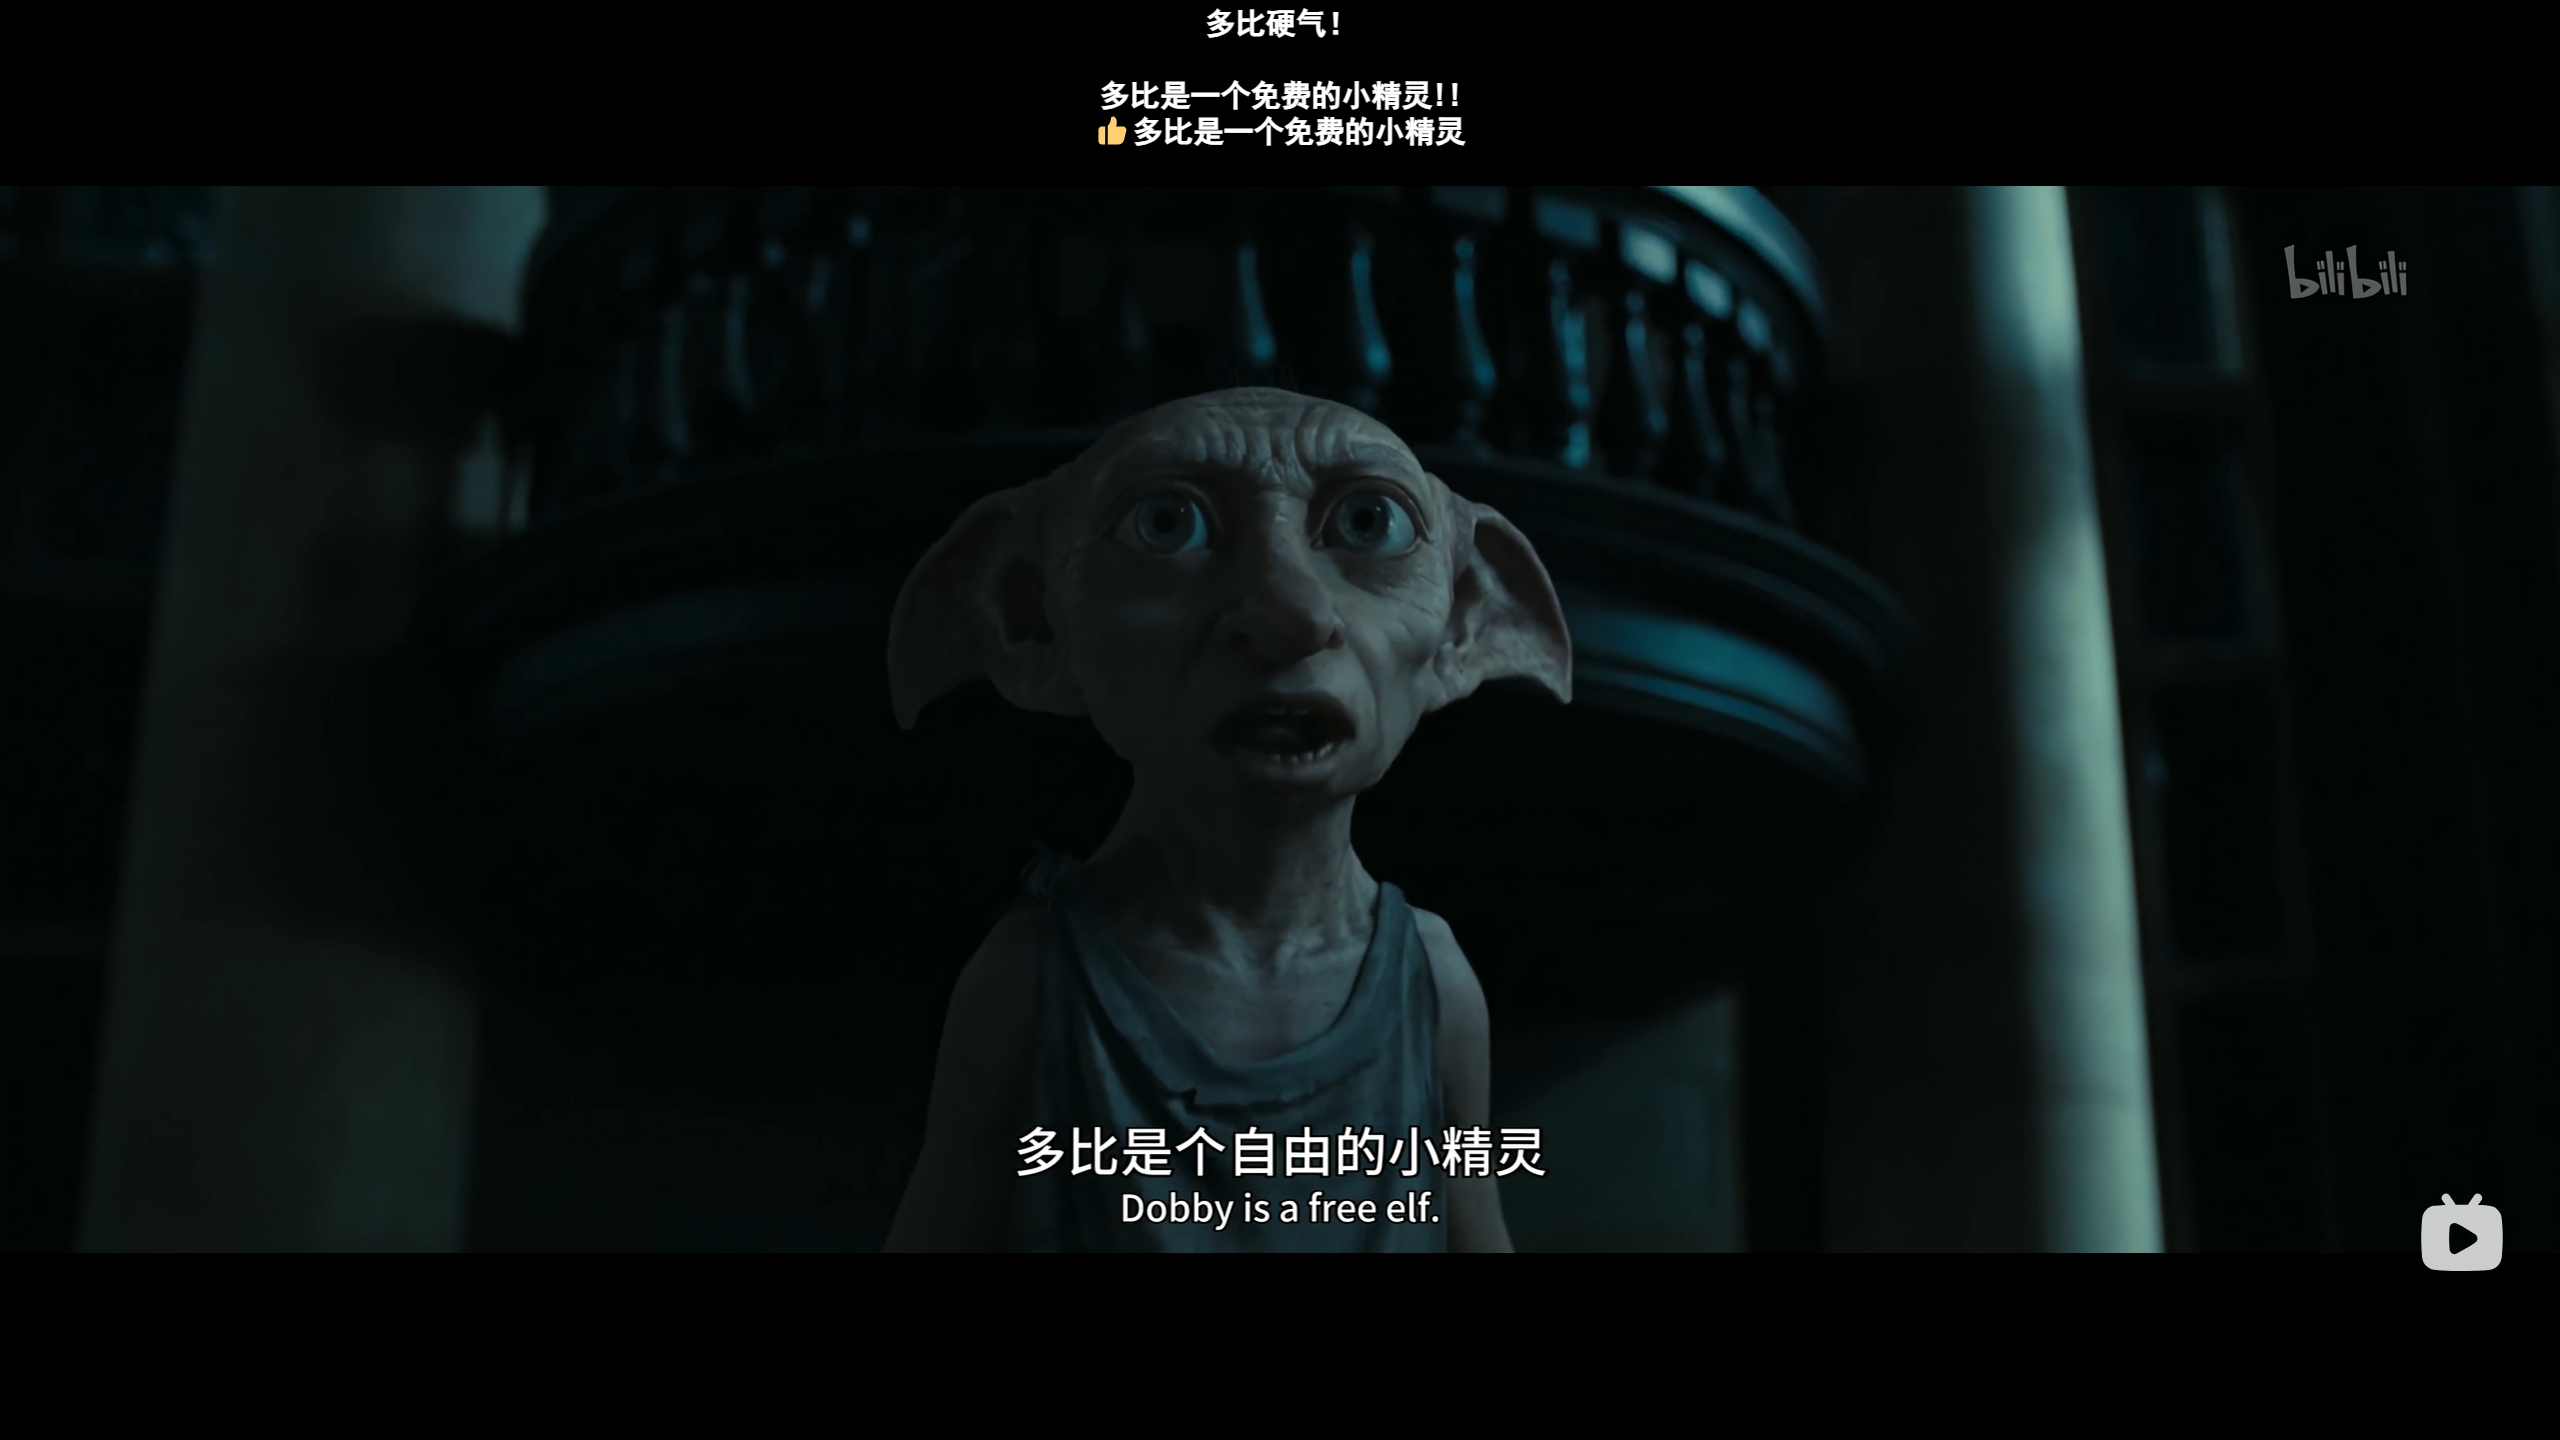 多比硬气！
多比是一个免费的小精灵！！
👍多比是一个免费的小精灵
bilibili
多比是个自由的小精灵
Dobby is a free elf.